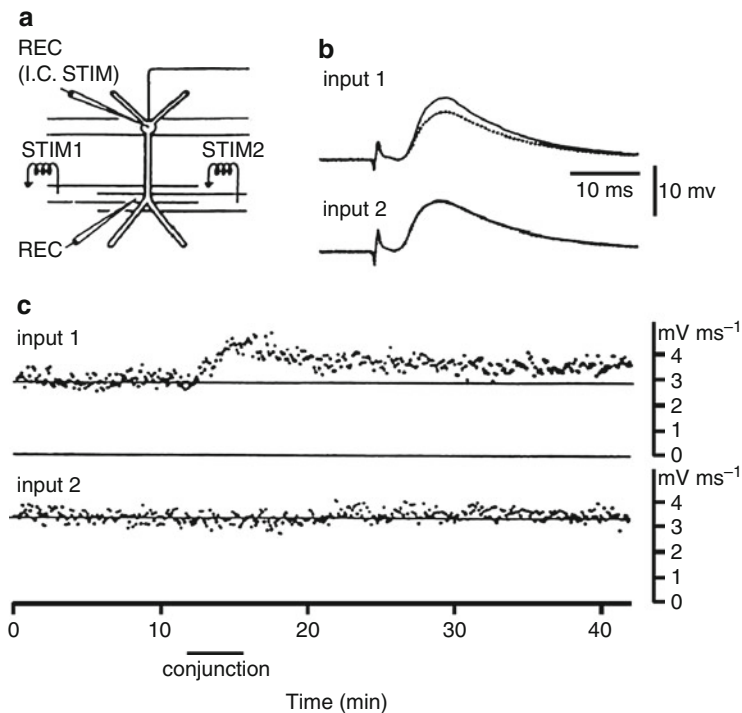 a
REC
(I.C. STIM)
STIM1
STIM2
REC
b
input 1
10 ms
10 mv
input 2
c
input 1
mV ms⁻¹
4
3
2
1
0
input 2
mV ms⁻¹
4
3
2
1
0
0 10 20 30 40
conjunction
Time (min)